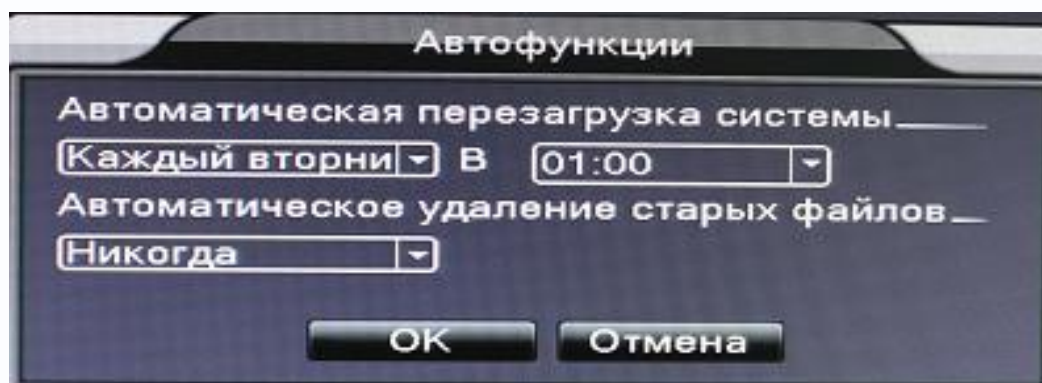 Автофункции
Автоматическая перезагрузка системы
Каждый вторни В 01:00
Автоматическое удаление старых файлов
Никогда
OK Отмена